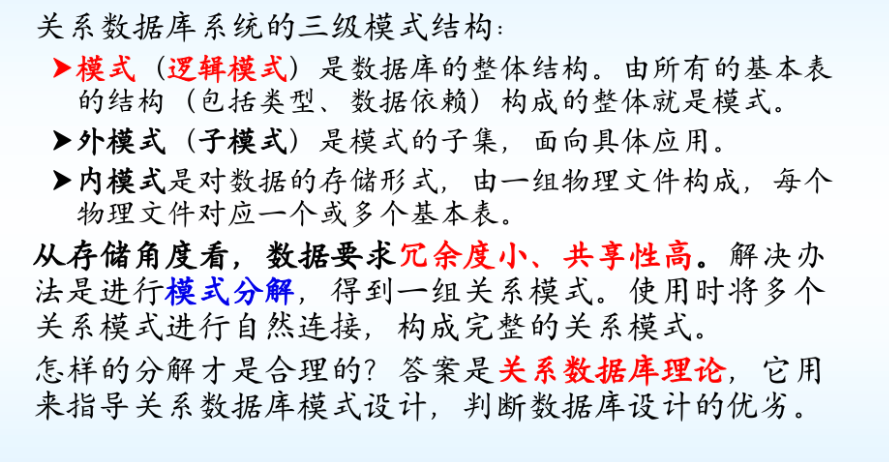 关系数据库系统的三级模式结构：
➤模式（逻辑模式）是数据库的整体结构。由所有的基本表
的结构（包括类型、数据依赖）构成的整体就是模式。
➤外模式（子模式）是模式的子集，面向具体应用。
➤内模式是对数据的存储形式，由一组物理文件构成，每个
物理文件对应一个或多个基本表。
从存储角度看，数据要求冗余度小、共享性高。解决办
法是进行模式分解，得到一组关系模式。使用时将多个
关系模式进行自然连接，构成完整的关系模式。
怎样的分解才是合理的？答案是关系数据库理论，它用
来指导关系数据库模式设计，判断数据库设计的优劣。